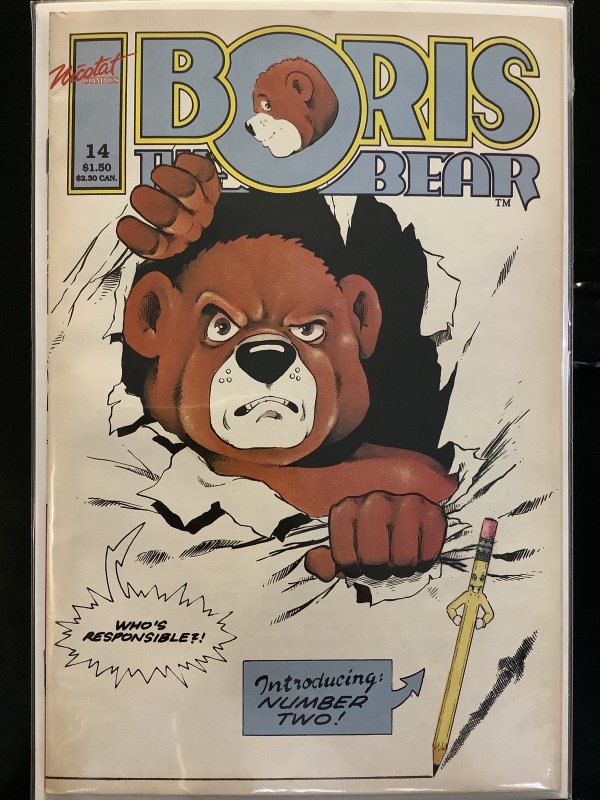 Nicotat
COMICS
14
$1.50
$2.30 CAN.
BORIS
THE BEAR
TM
WHO'S
RESPONSIBLE?!
Introducing:
NUMBER
TWO!